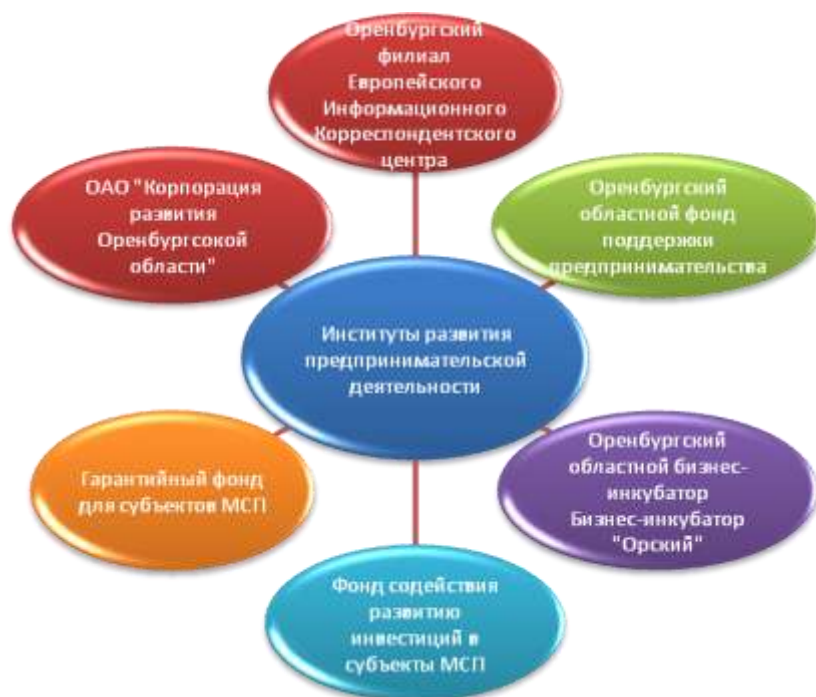 Оренбургский
филиал
Европейского
Информационного
Корреспондентского
центра
ОАО "Корпорация
развития
Оренбургсокой
области"
Оренбургский
областной фонд
поддержки
предпринимательства
Институты развития
предпринимательской
деятельности
Гарантийный фонд
для субъектов МСП
Оренбургский
областной бизнес-
инкубатор
Бизнес-инкубатор
"Орский"
Фонд содействия
развитию
инвестиций в
субъекты МСП